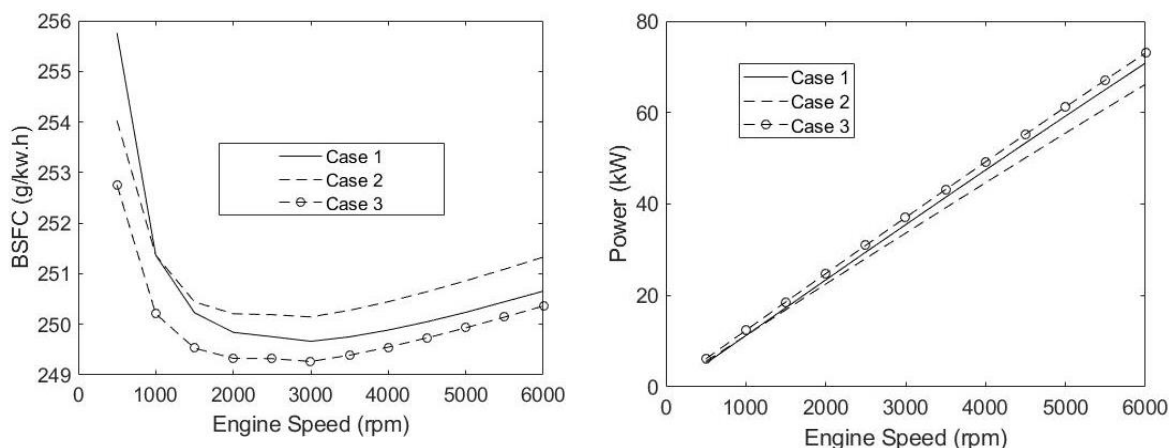 256
255
254
253
252
251
250
249
BSFC (g/kw.h)
Case 1
Case 2
Case 3
0 1000 2000 3000 4000 5000 6000
Engine Speed (rpm)
80
60
40
20
0
Power (kW)
Case 1
Case 2
Case 3
0 1000 2000 3000 4000 5000 6000
Engine Speed (rpm)